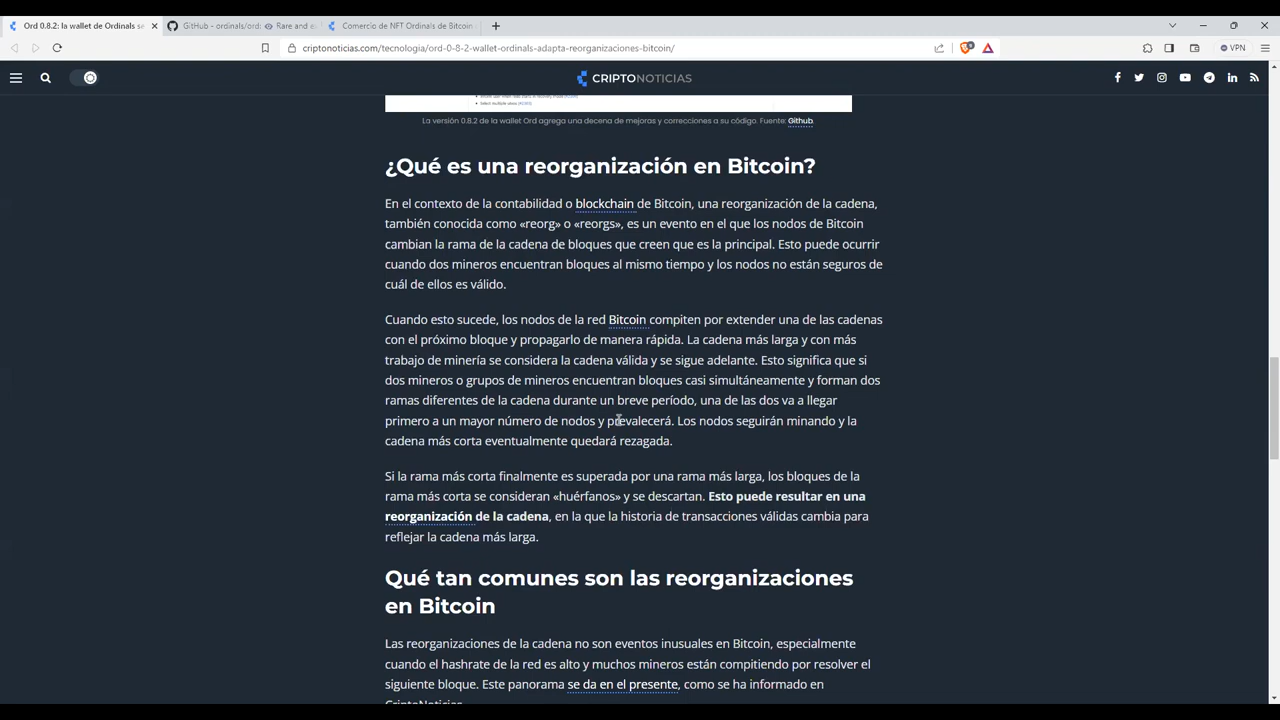 Ord 0.8.2: la wallet de Ordinals se
GitHub - ordinals/ord: 👁 Rare and e
Comercio de NFT Ordinals de Bitcoin
criptonoticias.com/tecnologia/ord-0-8-2-wallet-ordinals-adapta-reorganizaciones-bitcoin/
VPN
CRIPTONOTICIAS
Select multiple utxos
La versión 0.8.2 de la wallet Ord agrega una decena de mejoras y correcciones a su código. Fuente: Github.
¿Qué es una reorganización en Bitcoin?
En el contexto de la contabilidad o blockchain de Bitcoin, una reorganización de la cadena,
también conocida como «reorg» o «reorgs», es un evento en el que los nodos de Bitcoin
cambian la rama de la cadena de bloques que creen que es la principal. Esto puede ocurrir
cuando dos mineros encuentran bloques al mismo tiempo y los nodos no están seguros de
cuál de ellos es válido.
Cuando esto sucede, los nodos de la red Bitcoin compiten por extender una de las cadenas
con el próximo bloque y propagarlo de manera rápida. La cadena más larga y con más
trabajo de minería se considera la cadena válida y se sigue adelante. Esto significa que si
dos mineros o grupos de mineros encuentran bloques casi simultáneamente y forman dos
ramas diferentes de la cadena durante un breve período, una de las dos va a llegar
primero a un mayor número de nodos y prevalecerá. Los nodos seguirán minando y la
cadena más corta eventualmente quedará rezagada.
Si la rama más corta finalmente es superada por una rama más larga, los bloques de la
rama más corta se consideran «huérfanos» y se descartan. Esto puede resultar en una
reorganización de la cadena, en la que la historia de transacciones válidas cambia para
reflejar la cadena más larga.
Qué tan comunes son las reorganizaciones
en Bitcoin
Las reorganizaciones de la cadena no son eventos inusuales en Bitcoin, especialmente
cuando el hashrate de la red es alto y muchos mineros están compitiendo por resolver el
siguiente bloque. Este panorama se da en el presente, como se ha informado en
CriptoNoticias.